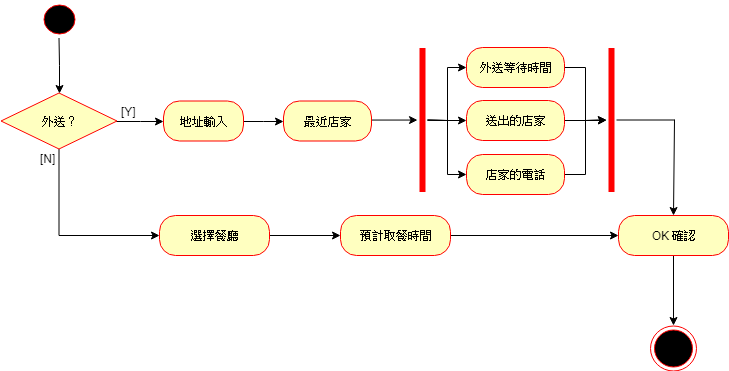 外送？
[Y]
地址輸入
最近店家
外送等待時間
送出的店家
店家的電話
[N]
選擇餐廳
預計取餐時間
OK 確認